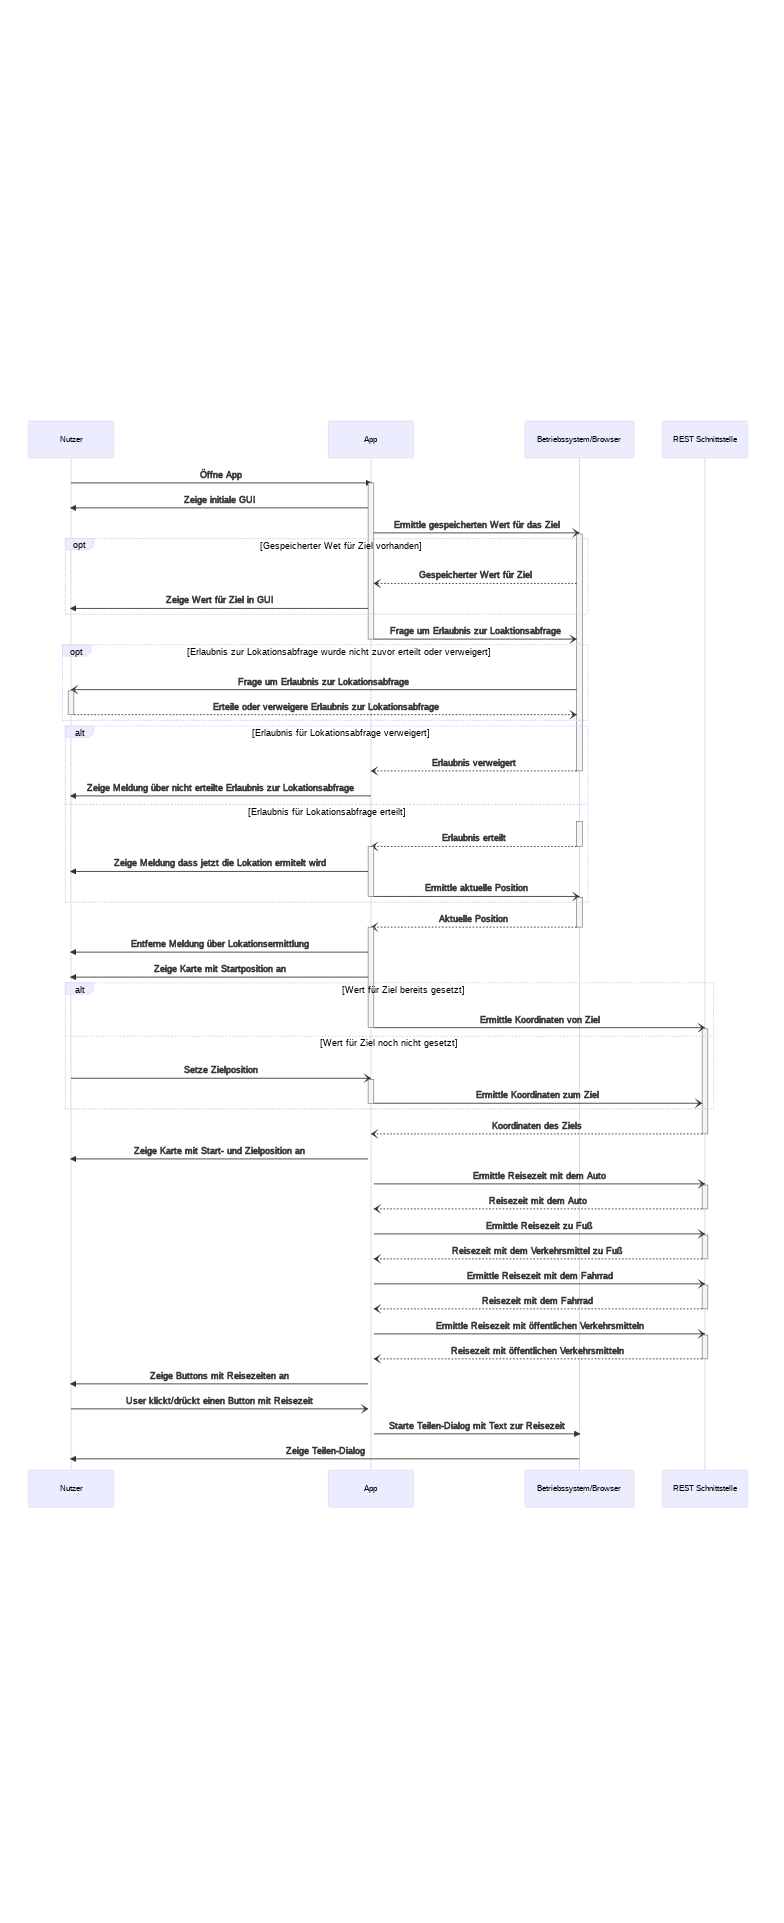 Nutzer
App
Betriebssystem/Browser
REST Schnittstelle
Öffne App
Zeige initiale GUI
Ermittle gespeicherten Wert für das Ziel
opt
[Gespeicherter Wet für Ziel vorhanden]
Gespeicherter Wert für Ziel
Zeige Wert für Ziel in GUI
Frage um Erlaubnis zur Loaktionsabfrage
opt
[Erlaubnis zur Lokationsabfrage wurde nicht zuvor erteilt oder verweigert]
Frage um Erlaubnis zur Lokationsabfrage
Erteile oder verweigere Erlaubnis zur Lokationsabfrage
alt
[Erlaubnis für Lokationsabfrage verweigert]
Erlaubnis verweigert
Zeige Meldung über nicht erteilte Erlaubnis zur Lokationsabfrage
[Erlaubnis für Lokationsabfrage erteilt]
Erlaubnis erteilt
Zeige Meldung dass jetzt die Lokation ermitelt wird
Ermittle aktuelle Position
Aktuelle Position
Entferne Meldung über Lokationsermittlung
Zeige Karte mit Startposition an
alt
[Wert für Ziel bereits gesetzt]
Ermittle Koordinaten von Ziel
[Wert für Ziel noch nicht gesetzt]
Setze Zielposition
Ermittle Koordinaten zum Ziel
Koordinaten des Ziels
Zeige Karte mit Start- und Zielposition an
Ermittle Reisezeit mit dem Auto
Reisezeit mit dem Auto
Ermittle Reisezeit zu Fuß
Reisezeit mit dem Verkehrsmittel zu Fuß
Ermittle Reisezeit mit dem Fahrrad
Reisezeit mit dem Fahrrad
Ermittle Reisezeit mit öffentlichen Verkehrsmitteln
Reisezeit mit öffentlichen Verkehrsmitteln
Zeige Buttons mit Reisezeiten an
User klickt/drückt einen Button mit Reisezeit
Starte Teilen-Dialog mit Text zur Reisezeit
Zeige Teilen-Dialog
Nutzer
App
Betriebssystem/Browser
REST Schnittstelle